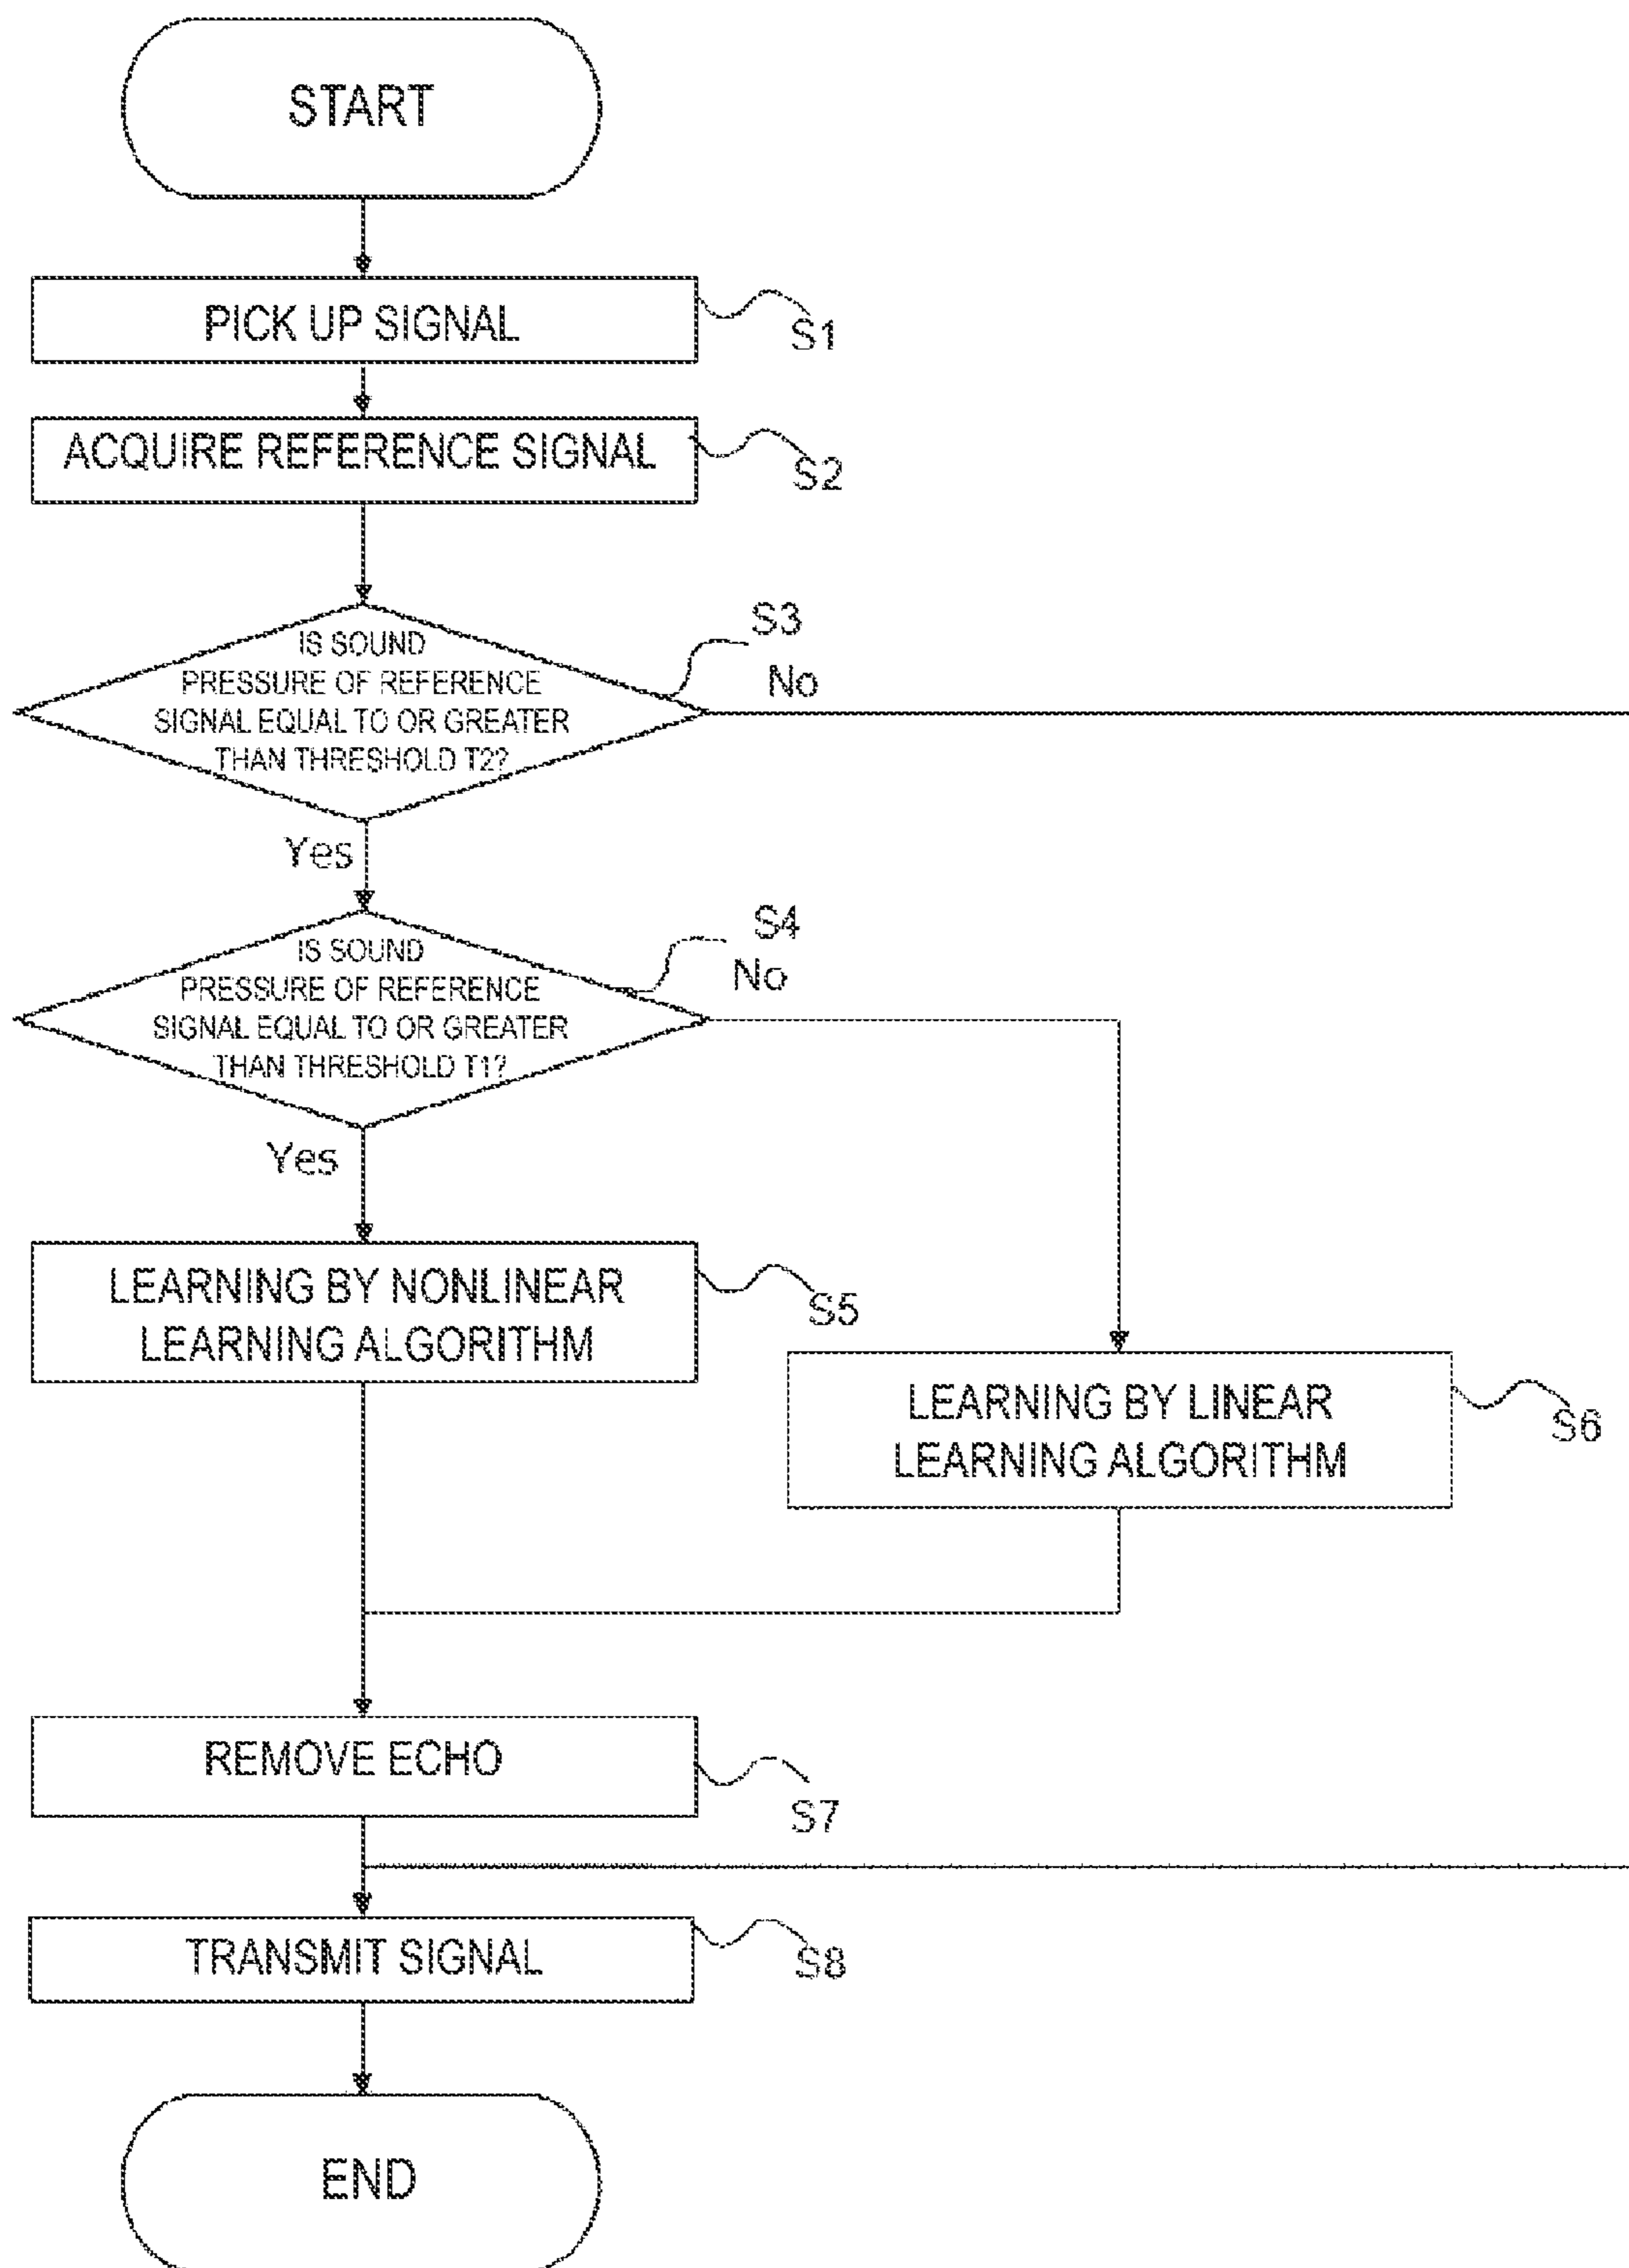 START
PICK UP SIGNAL
S1
ACQUIRE REFERENCE SIGNAL
S2
IS SOUND
PRESSURE OF REFERENCE
SIGNAL EQUAL TO OR GREATER
THAN THRESHOLD T2?
S3
No
Yes
IS SOUND
PRESSURE OF REFERENCE
SIGNAL EQUAL TO OR GREATER
THAN THRESHOLD T1?
S4
No
Yes
LEARNING BY NONLINEAR
LEARNING ALGORITHM
S5
LEARNING BY LINEAR
LEARNING ALGORITHM
S6
REMOVE ECHO
S7
TRANSMIT SIGNAL
S8
END